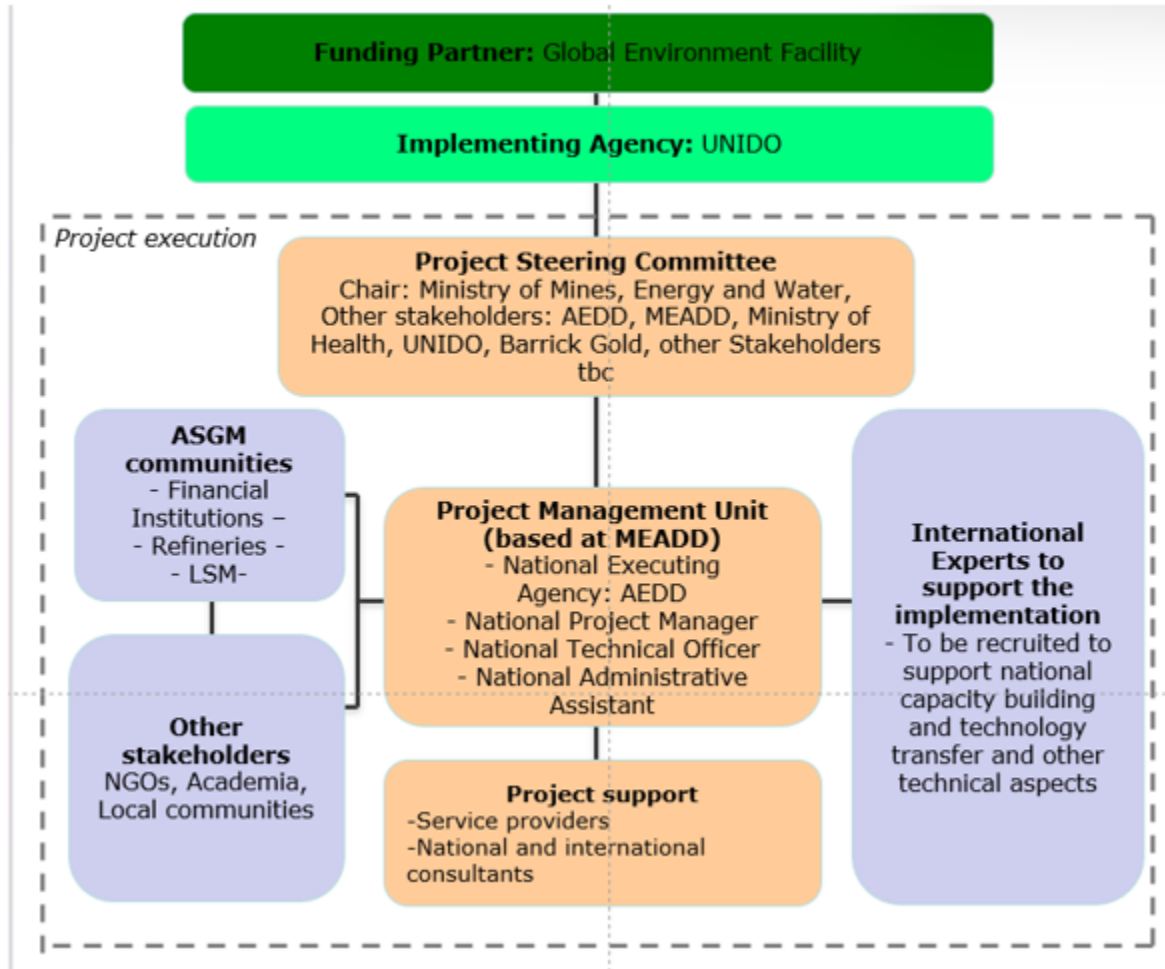 Funding Partner: Global Environment Facility
Implementing Agency: UNIDO
Project execution
Project Steering Committee
Chair: Ministry of Mines, Energy and Water,
Other stakeholders: AEDD, MEADD, Ministry of
Health, UNIDO, Barrick Gold, other Stakeholders
tbc
ASGM
communities
- Financial
Institutions –
- Refineries -
- LSM-
Project Management Unit
(based at MEADD)
- National Executing
Agency: AEDD
- National Project Manager
- National Technical Officer
- National Administrative
Assistant
International
Experts to
support the
implementation
- To be recruited to
support national
capacity building
and technology
transfer and other
technical aspects
Other
stakeholders
NGOs, Academia,
Local communities
Project support
-Service providers
-National and international
consultants